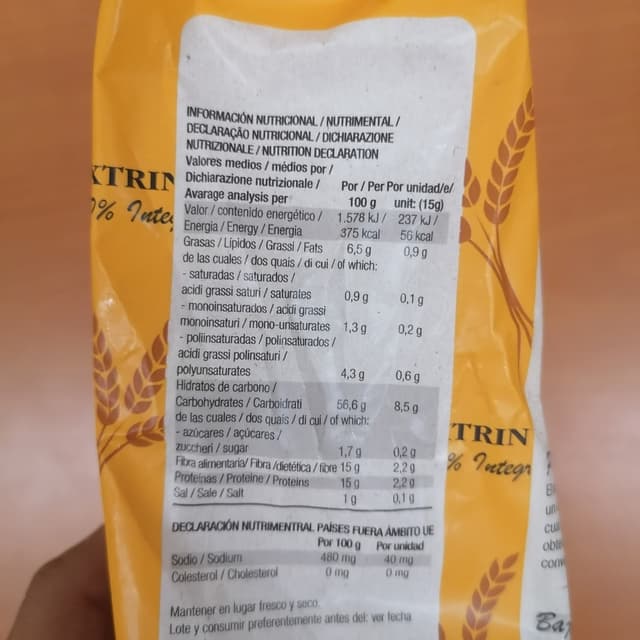 XTRIN
% Integ
INFORMACIÓN NUTRICIONAL / NUTRIMENTAL /
DECLARAÇÃO NUTRICIONAL / DICHIARAZIONE
NUTRIZIONALE / NUTRITION DECLARATION
Valores medios / médios por /
Dichiarazione nutrizionale / Por / Per Por unidad/e/
Avarage analysis per 100 g unit: (15g)
Valor / contenido energético / 1.578 kJ / 237 kJ /
Energia / Energy / Energia 375 kcal 56 kcal
Grasas / Lípidos / Grassi / Fats 6,5 g 0,9 g
de las cuales / dos quais / di cui / of which:
- saturadas / saturados /
acidi grassi saturi / saturates 0,9 g 0,1 g
- monoinsaturados / acidi grassi
monoinsaturi / mono-unsaturates 1,3 g 0,2 g
- poliinsaturadas / polinsaturados /
acidi grassi polinsaturi /
polyunsaturates 4,3 g 0,6 g
Hidratos de carbono /
Carbohydrates / Carboidrati 56,6 g 8,5 g
de las cuales / dos quais / di cui / of which:
- azúcares / açúcares /
zuccheri / sugar 1,7 g 0,2 g
Fibra alimentaria/ Fibra /dietética / fibre 15 g 2,2 g
Proteínas / Proteine / Proteins 15 g 2,2 g
Sal / Sale / Salt 1 g 0,1 g
DECLARACIÓN NUTRIMENTRAL PAÍSES FUERA ÁMBITO UE
Por 100 g Por unidad
Sodio / Sodium 480 mg 40 mg
Colesterol / Cholesterol 0 mg 0 mg
Mantener en lugar fresco y seco.
Lote y consumir preferentemente antes del: ver fecha
TRIN
% Integr